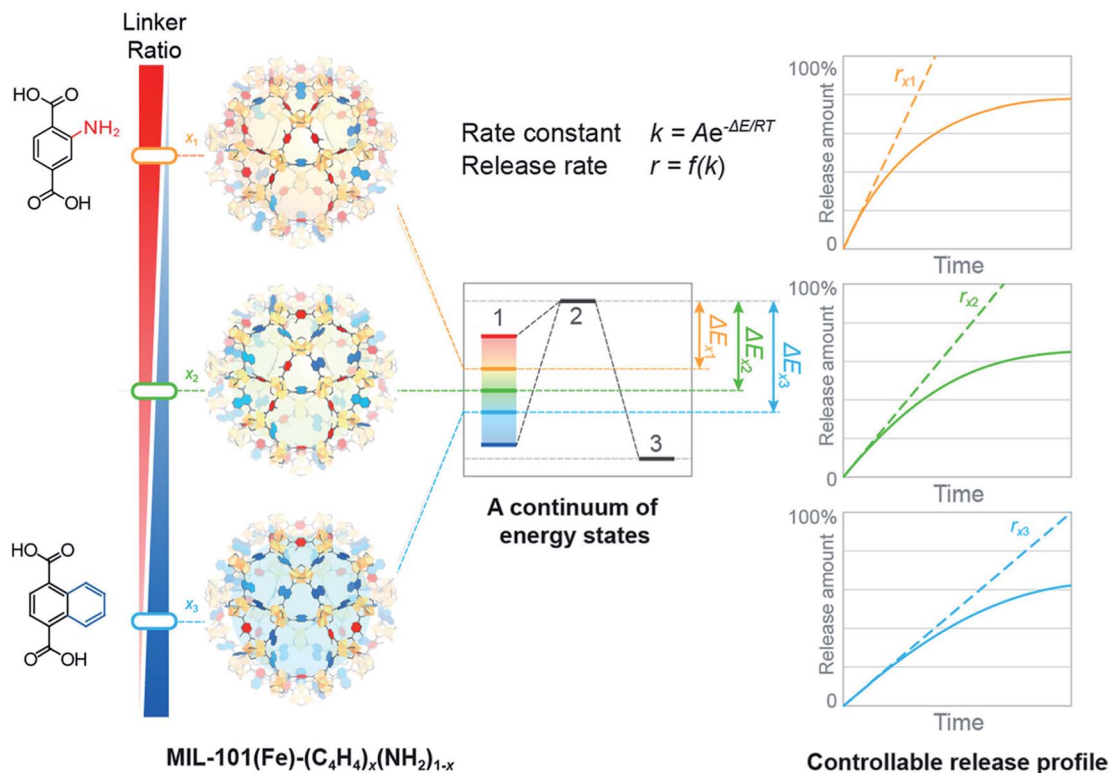 Linker
Ratio
HO
O
NH₂
O
OH
x₁
x₂
HO
O
O
OH
x₃
MIL-101(Fe)-(C₄H₄)ₓ(NH₂)₁₋ₓ
Rate constant k = Ae^-ΔE/RT
Release rate r = f(k)
1
2
3
ΔEₓ₁
ΔEₓ₂
ΔEₓ₃
A continuum of
energy states
100%
Release amount
0
Time
rₓ₁
100%
Release amount
0
Time
rₓ₂
100%
Release amount
0
Time
rₓ₃
Controllable release profile